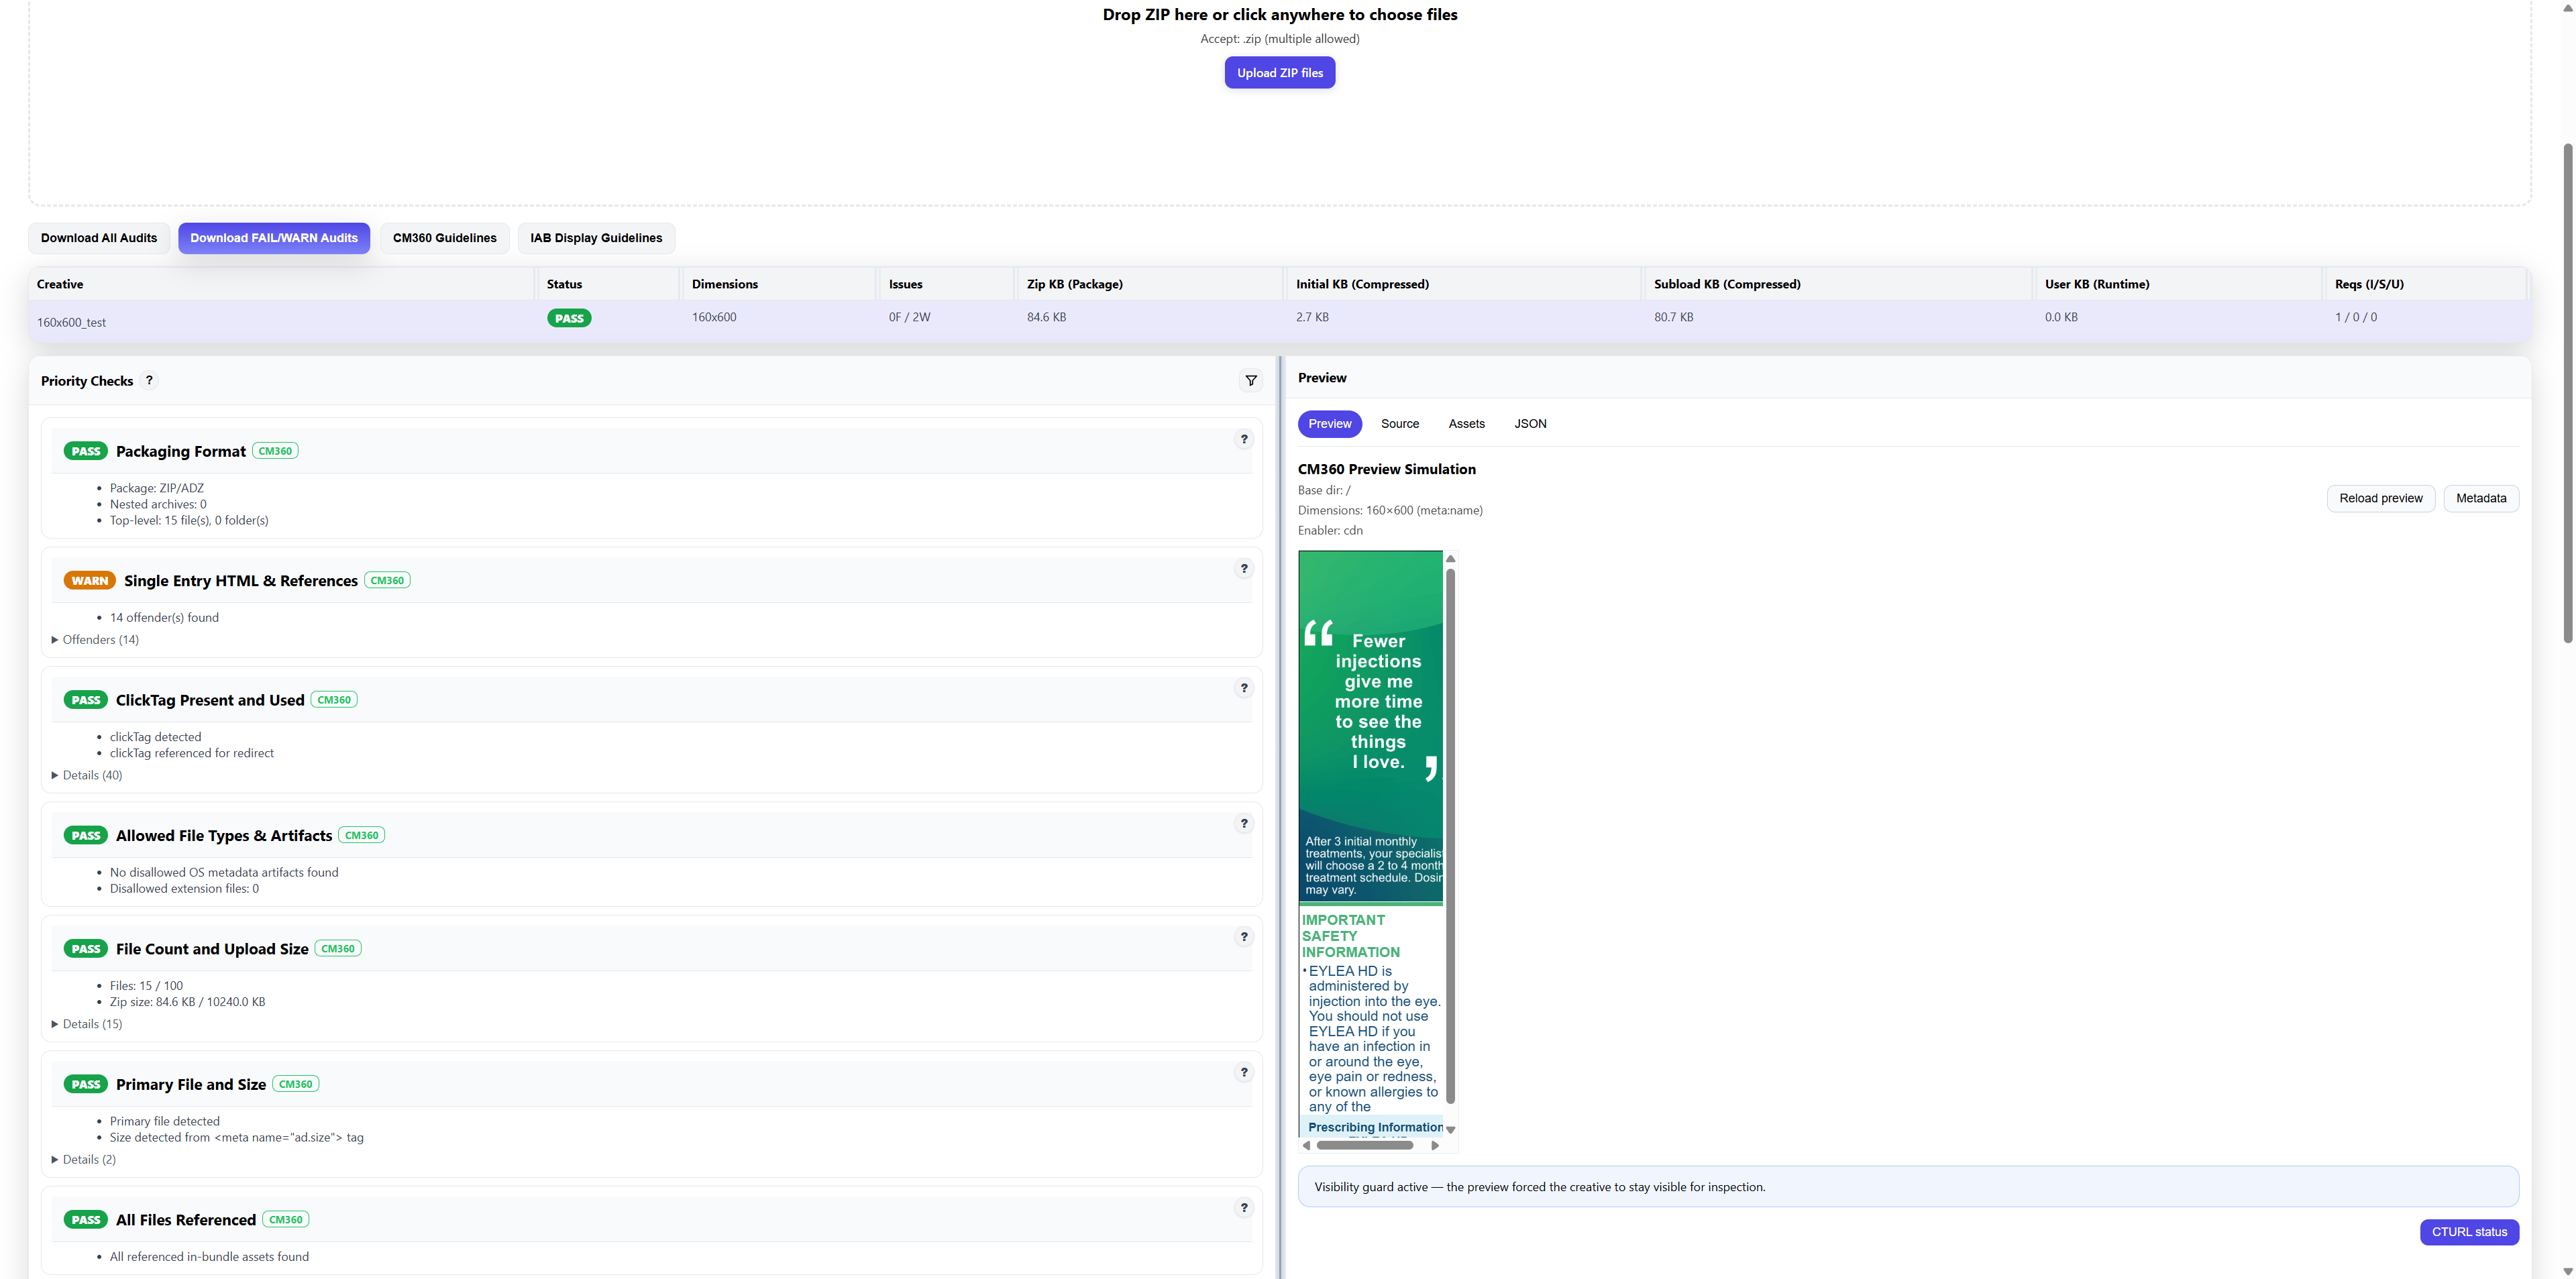 Drop ZIP here or click anywhere to choose files
Accept: .zip (multiple allowed)
Upload ZIP files
Download All Audits
Download FAIL/WARN Audits
CM360 Guidelines
IAB Display Guidelines
Creative Status Dimensions Issues Zip KB (Package) Initial KB (Compressed) Subload KB (Compressed) User KB (Runtime) Reqs (I/S/U)
160x600_test PASS 160x600 0F / 2W 84.6 KB 2.7 KB 80.7 KB 0.0 KB 1 / 0 / 0
Priority Checks ?
PASS Packaging Format CM360 ?
• Package: ZIP/ADZ
• Nested archives: 0
• Top-level: 15 file(s), 0 folder(s)
WARN Single Entry HTML & References CM360 ?
• 14 offender(s) found
▶ Offenders (14)
PASS ClickTag Present and Used CM360 ?
• clickTag detected
• clickTag referenced for redirect
▶ Details (40)
PASS Allowed File Types & Artifacts CM360 ?
• No disallowed OS metadata artifacts found
• Disallowed extension files: 0
PASS File Count and Upload Size CM360 ?
• Files: 15 / 100
• Zip size: 84.6 KB / 10240.0 KB
▶ Details (15)
PASS Primary File and Size CM360 ?
• Primary file detected
• Size detected from <meta name="ad.size"> tag
▶ Details (2)
PASS All Files Referenced CM360 ?
• All referenced in-bundle assets found
Preview
Preview Source Assets JSON
CM360 Preview Simulation
Base dir: /
Dimensions: 160×600 (meta:name)
Enabler: cdn
Reload preview
Metadata
“ Fewer
injections
give me
more time
to see the
things
I love. ’
After 3 initial monthly
treatments, your specialist
will choose a 2 to 4 month
treatment schedule. Dosin
may vary.
IMPORTANT
SAFETY
INFORMATION
• EYLEA HD is
administered by
injection into the eye.
You should not use
EYLEA HD if you
have an infection in
or around the eye,
eye pain or redness,
or known allergies to
any of the
Prescribing Information
Visibility guard active — the preview forced the creative to stay visible for inspection.
CTURL status